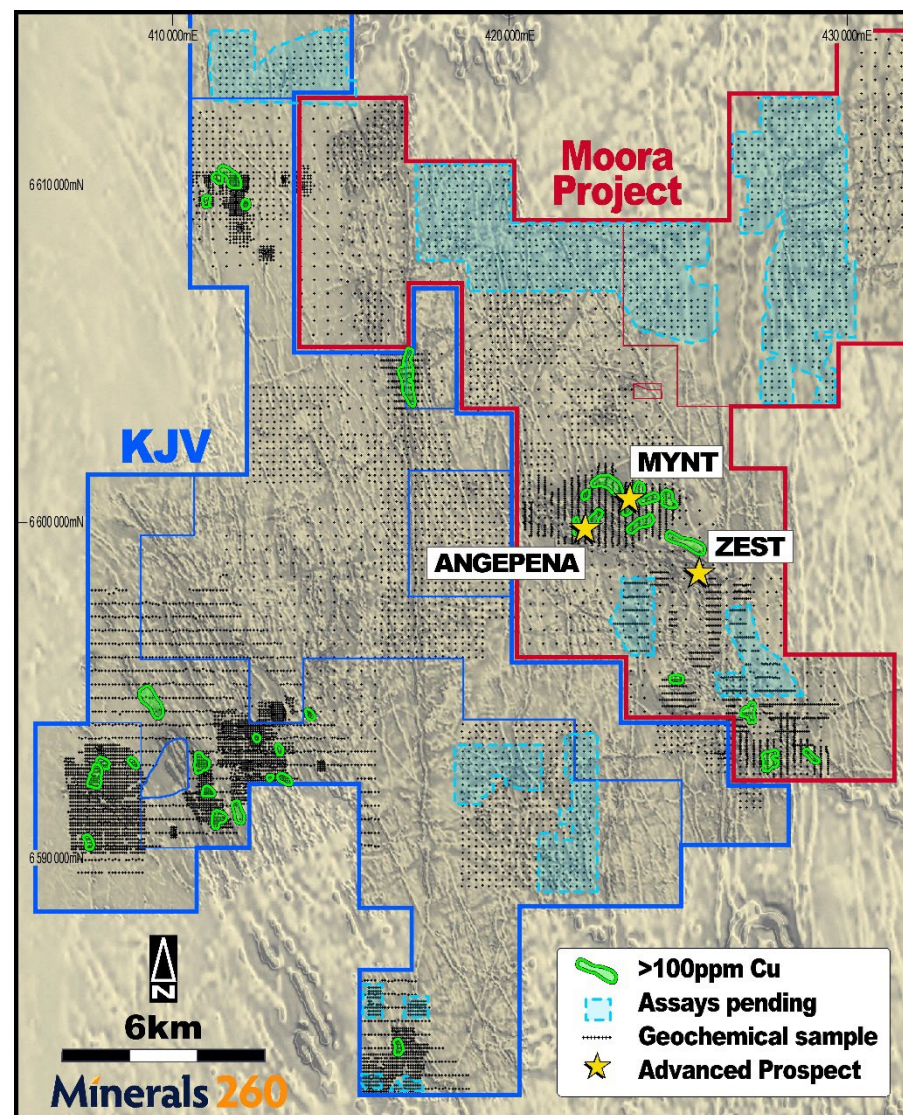 410 000mE
420 000mE
430 000mE
Moora
Project
6 610 000mN
KJV
MYNT
6 600 000mN
ZEST
ANGEPENA
6 590 000mN
N
6km
Minerals 260
>100ppm Cu
Assays pending
Geochemical sample
Advanced Prospect